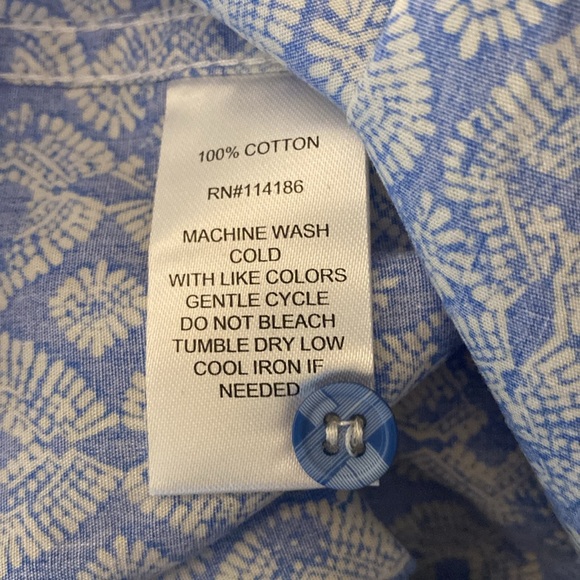 100% COTTON
RN#114186
MACHINE WASH
COLD
WITH LIKE COLORS
GENTLE CYCLE
DO NOT BLEACH
TUMBLE DRY LOW
COOL IRON IF
NEEDED